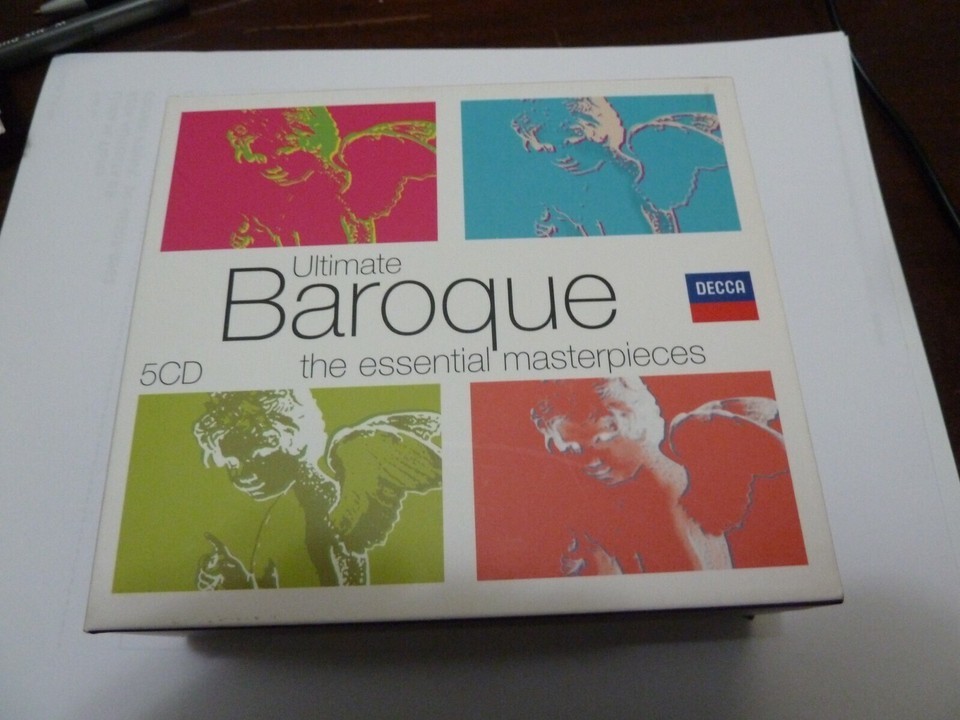 Ultimate
Baroque
DECCA
the essential masterpieces
5CD